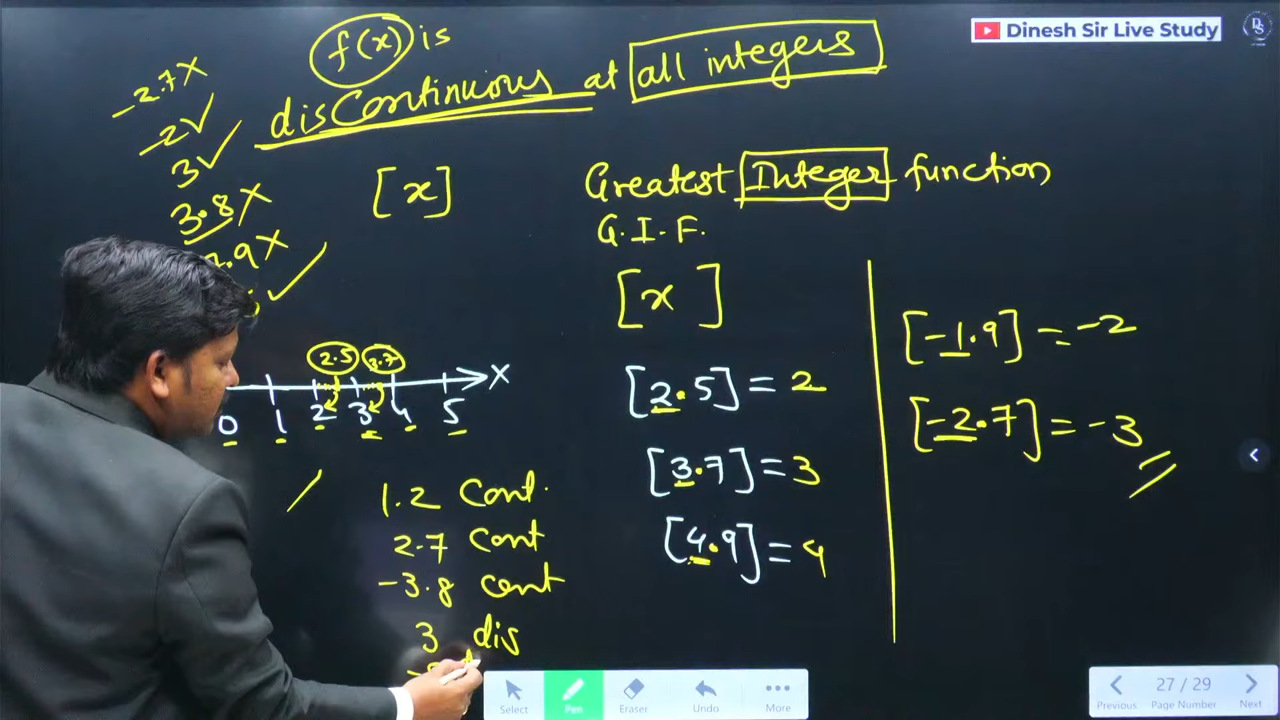 Dinesh Sir Live Study
f(x) is
discontinuous at all integers
-2.7 X
-2 ✓
3 ✓
3.8 X
.9 X
✓
[x]
Greatest Integer function
G.I.F.
[x]
[2.5] = 2
[3.7] = 3
[4.9] = 4
[-1.9] = -2
[-2.7] = -3
2.5 3.7
X
0 1 2 3 4 5
1.2 Cont.
2.7 Cont
-3.8 cont
3 dis
Select Pen Eraser Undo More
27 / 29
Previous Page Number Next